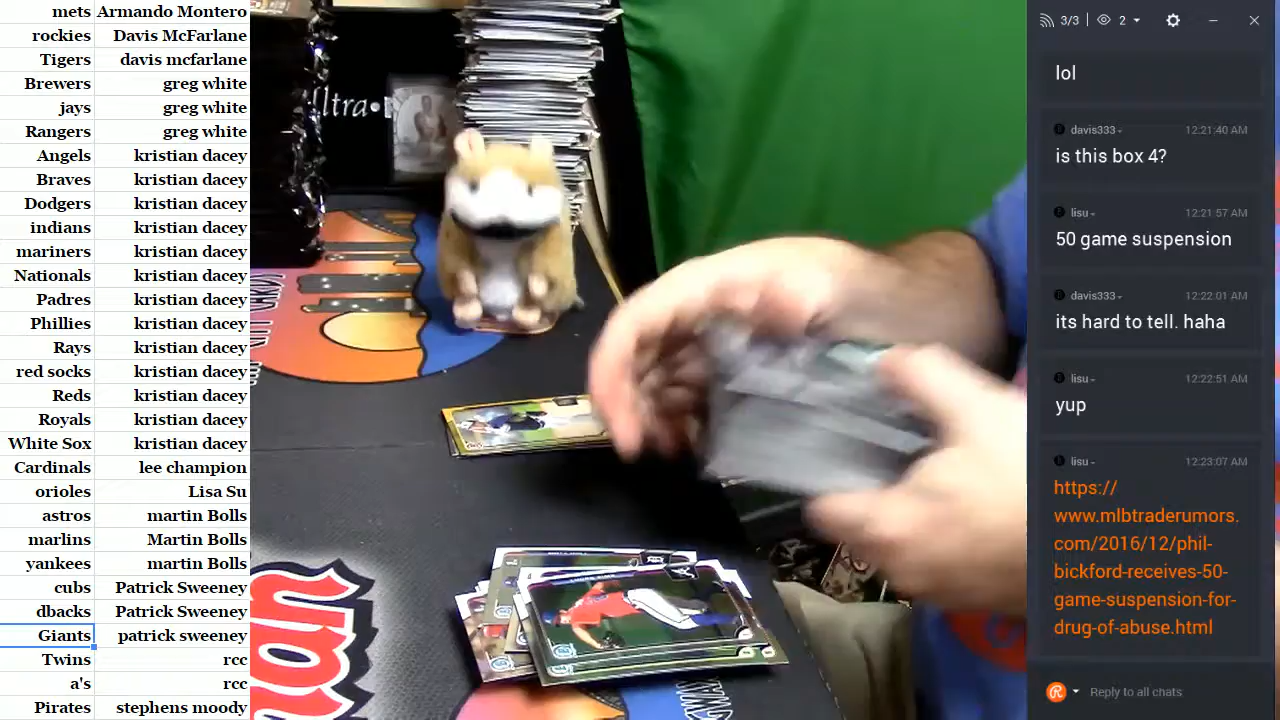 mets Armando Montero
rockies Davis McFarlane
Tigers davis mcfarlane
Brewers greg white
jays greg white
Rangers greg white
Angels kristian dacey
Braves kristian dacey
Dodgers kristian dacey
indians kristian dacey
mariners kristian dacey
Nationals kristian dacey
Padres kristian dacey
Phillies kristian dacey
Rays kristian dacey
red socks kristian dacey
Reds kristian dacey
Royals kristian dacey
White Sox kristian dacey
Cardinals lee champion
orioles Lisa Su
astros martin Bolls
marlins Martin Bolls
yankees martin Bolls
cubs Patrick Sweeney
dbacks Patrick Sweeney
Giants patrick sweeney
Twins rcc
a's rcc
Pirates stephens moody
3/3 2
lol
davis333 12:21:40 AM
is this box 4?
lisu 12:21:57 AM
50 game suspension
davis333 12:22:01 AM
its hard to tell. haha
lisu 12:22:51 AM
yup
lisu 12:23:07 AM
https://
www.mlbtraderumors.
com/2016/12/phil-
bickford-receives-50-
game-suspension-for-
drug-of-abuse.html
Reply to all chats